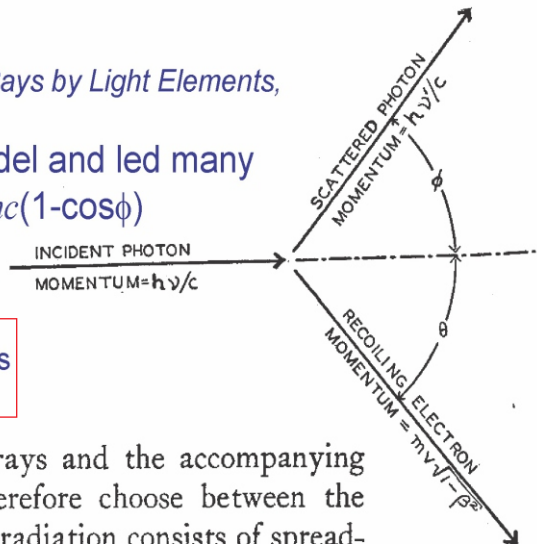 ays by Light Elements,
del and led many
c(1-cosϕ)
INCIDENT PHOTON
MOMENTUM=hν/c
SCATTERED PHOTON
MOMENTUM=hν'/c
ϕ
θ
RECOILING ELECTRON
MOMENTUM = mv√1-β²
s
rays and the accompanying
erefore choose between the
radiation consists of spread-